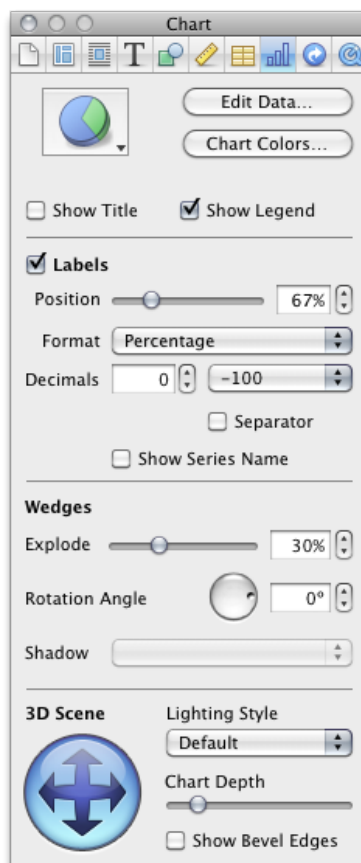 Chart
T
Edit Data...
Chart Colors...
Show Title Show Legend
Labels
Position 67%
Format Percentage
Decimals 0 -100
Separator
Show Series Name
Wedges
Explode 30%
Rotation Angle 0°
Shadow
3D Scene Lighting Style
Default
Chart Depth
Show Bevel Edges